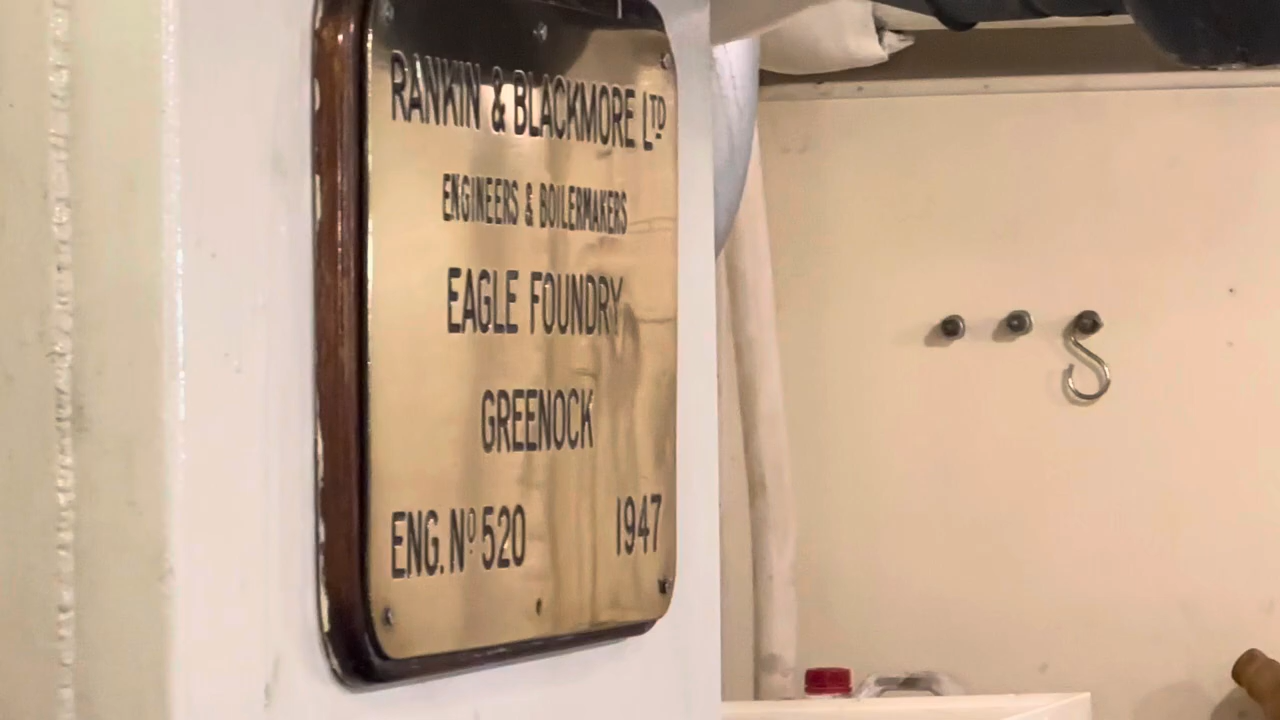 RANKIN & BLACKMORE LTD
ENGINEERS & BOILERMAKERS
EAGLE FOUNDRY
GREENOCK
ENG. Nº 520 1947